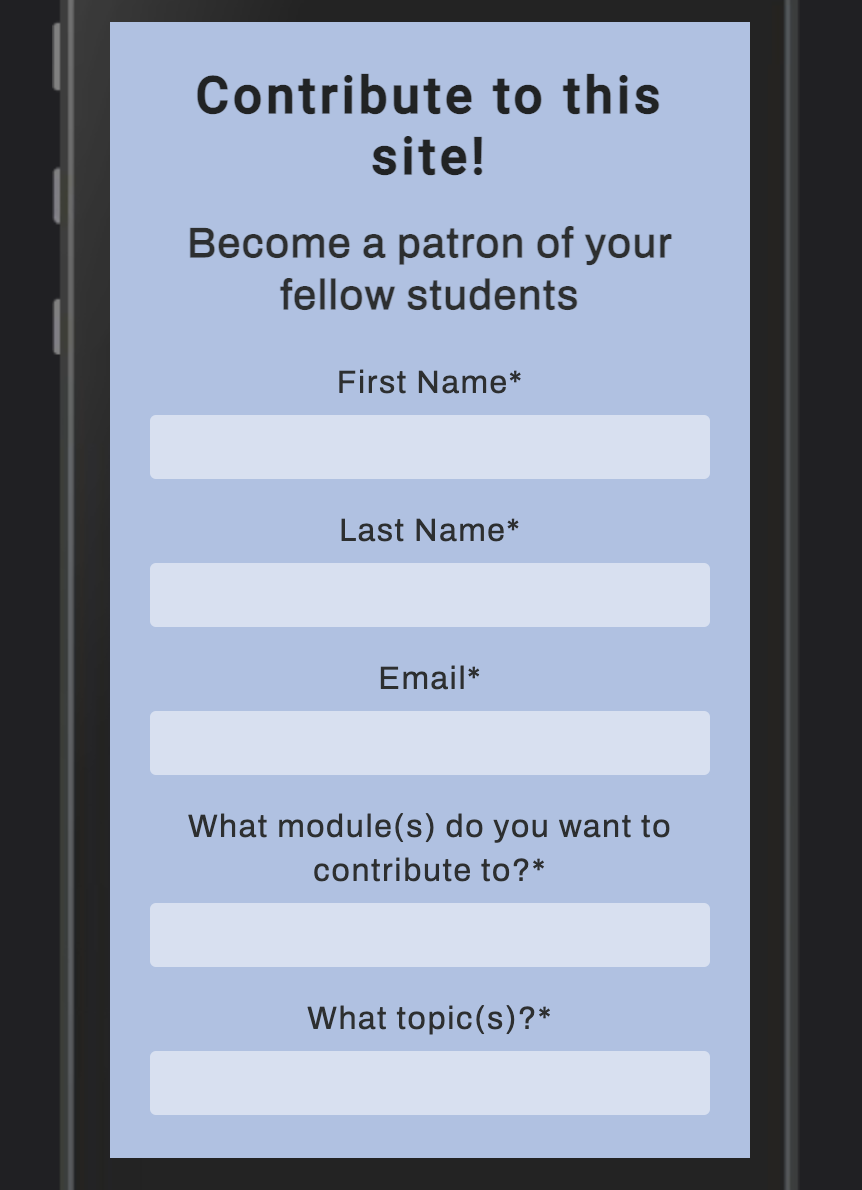 Contribute to this
site!
Become a patron of your
fellow students
First Name*
Last Name*
Email*
What module(s) do you want to
contribute to?*
What topic(s)?*